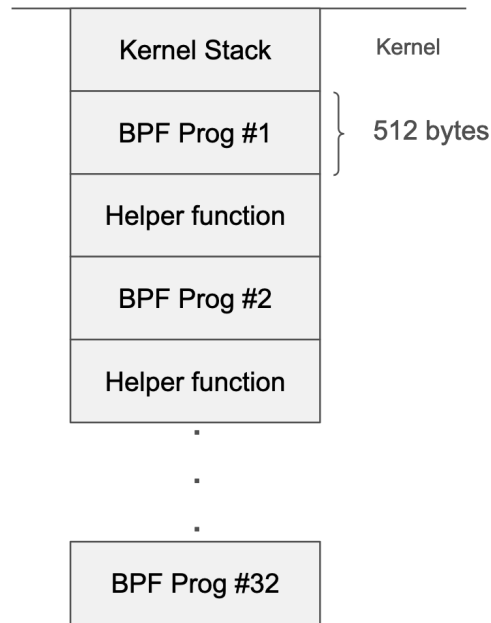 Kernel Stack
Kernel
BPF Prog #1
512 bytes
Helper function
BPF Prog #2
Helper function
BPF Prog #32